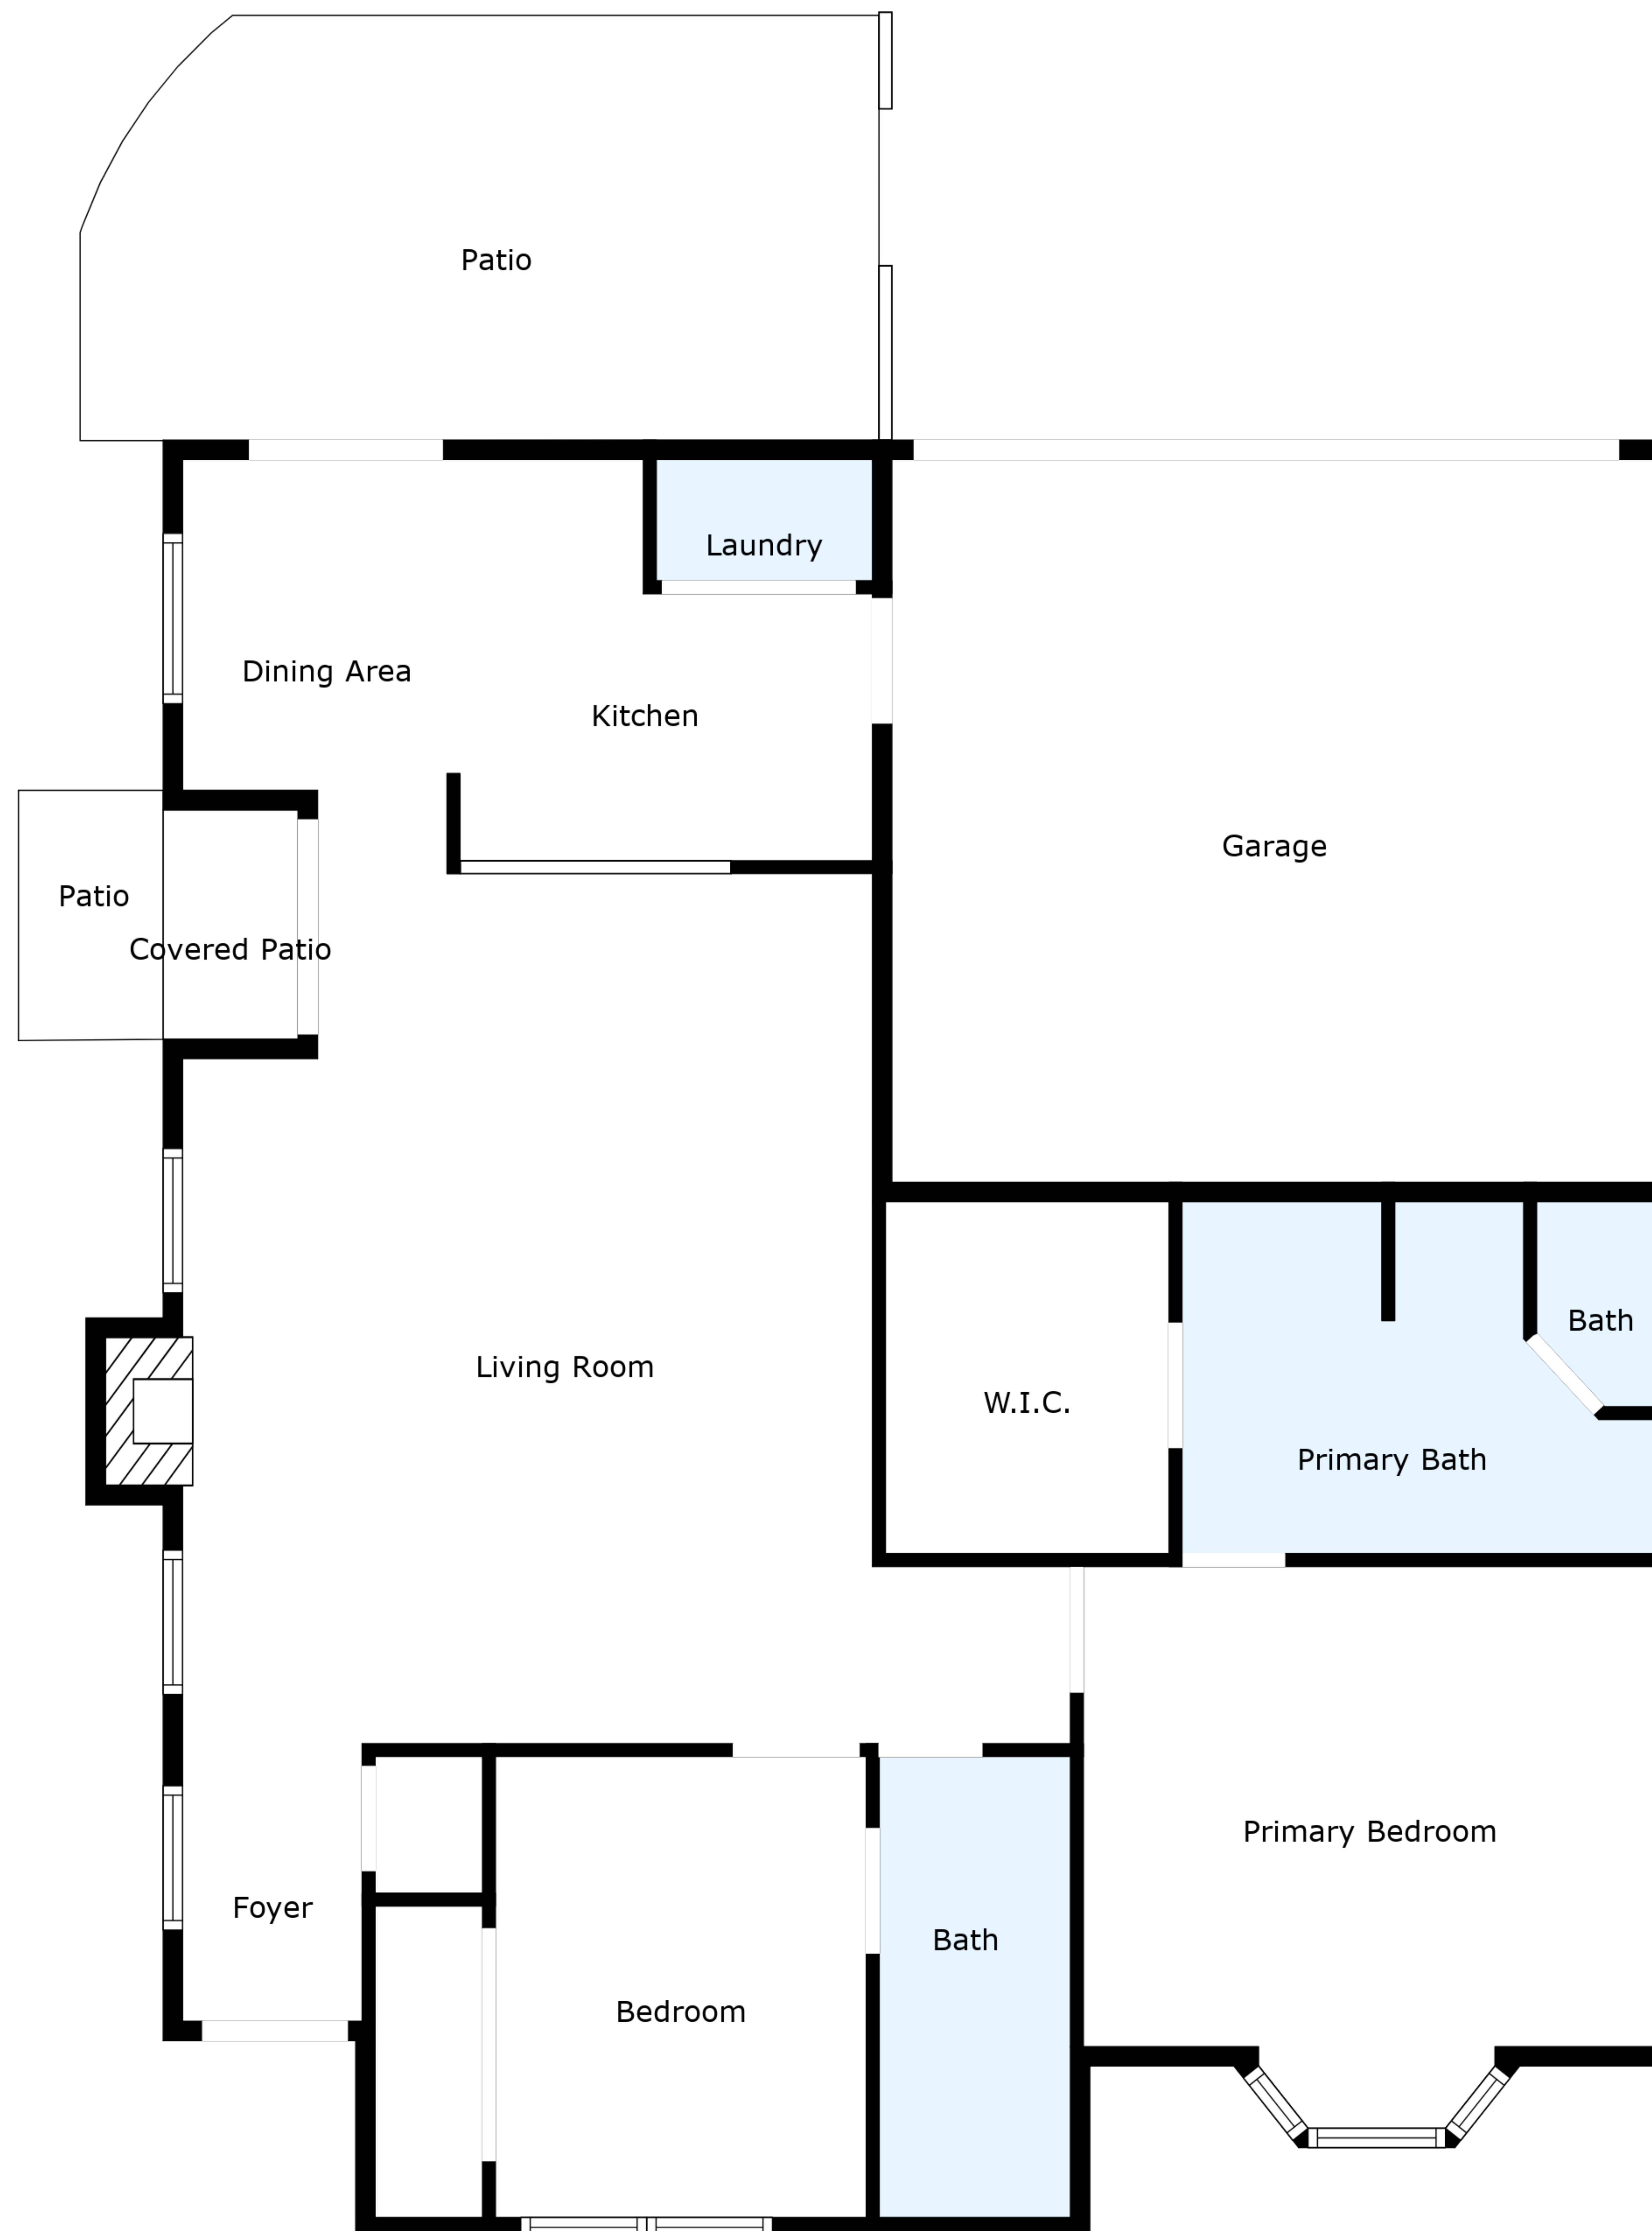 Patio
Laundry
Dining Area
Kitchen
Garage
Patio
Covered Patio
Bath
Living Room
W.I.C.
Primary Bath
Primary Bedroom
Foyer
Bath
Bedroom